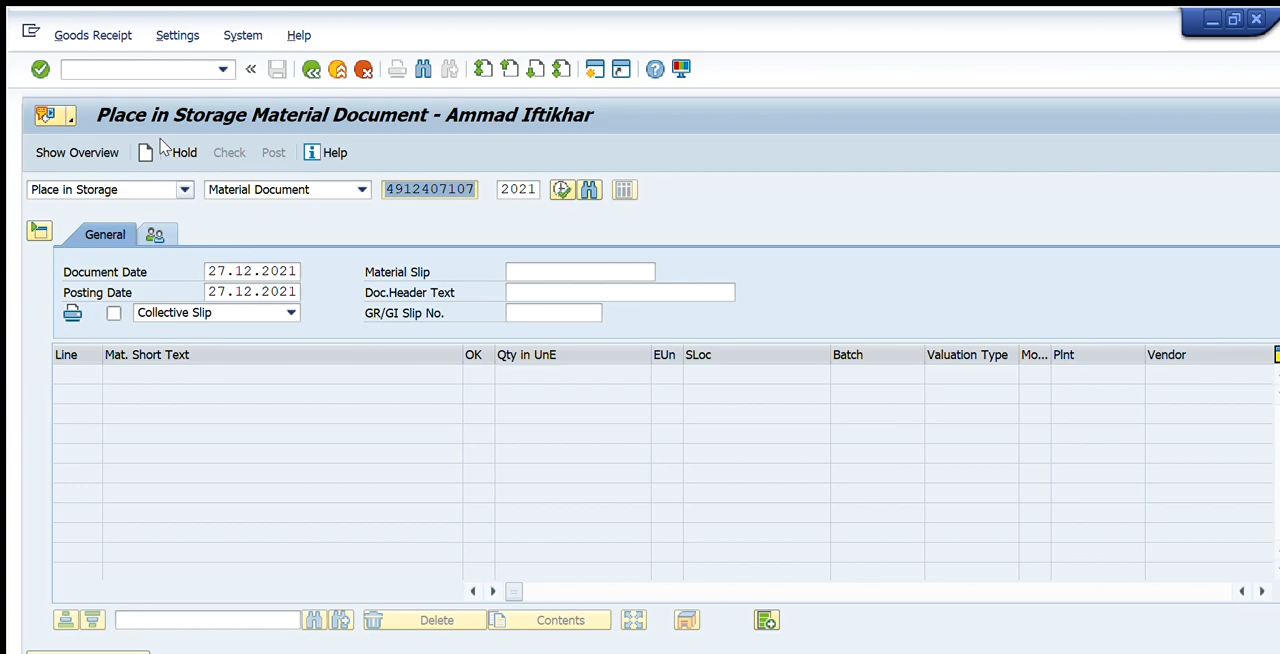 Goods Receipt Settings System Help
Place in Storage Material Document - Ammad Iftikhar
Show Overview Hold Check Post Help
Place in Storage Material Document 4912407107 2021
General
Document Date 27.12.2021 Material Slip
Posting Date 27.12.2021 Doc.Header Text
Collective Slip GR/GI Slip No.
Line Mat. Short Text OK Qty in UnE EUn SLoc Batch Valuation Type Mo... Plnt Vendor
Delete Contents